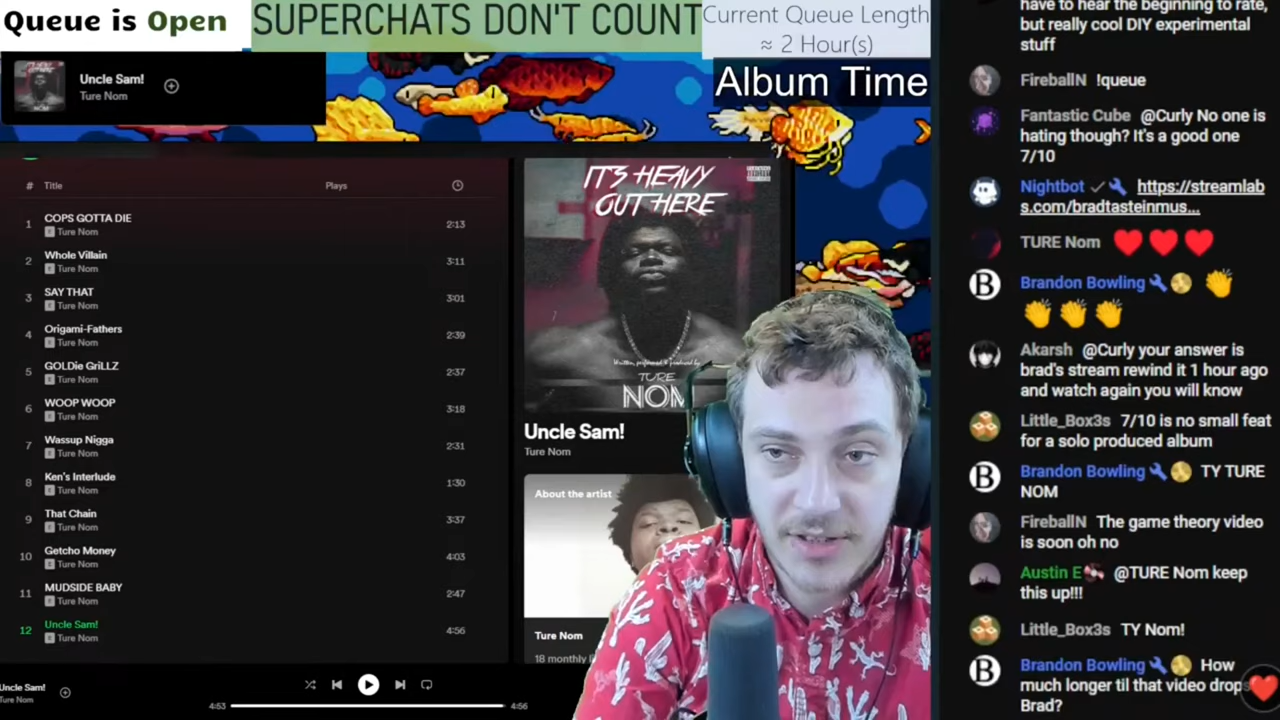 Queue is Open
SUPERCHATS DON'T COUNT
Current Queue Length
≈ 2 Hour(s)
Album Time
Uncle Sam!
Ture Nom
# Title Plays
1 COPS GOTTA DIE 2:13
E Ture Nom
2 Whole Villain 3:11
E Ture Nom
3 SAY THAT 3:01
E Ture Nom
4 Origami-Fathers 2:39
E Ture Nom
5 GOLDie GriLLZ 2:37
E Ture Nom
6 WOOP WOOP 3:18
E Ture Nom
7 Wassup Nigga 2:31
E Ture Nom
8 Ken's Interlude 1:30
E Ture Nom
9 That Chain 3:37
E Ture Nom
10 Getcho Money 4:03
E Ture Nom
11 MUDSIDE BABY 2:47
E Ture Nom
12 Uncle Sam! 4:56
E Ture Nom
IT'S HEAVY
OUT HERE
Written, performed & produced by
TURE
NOM
Uncle Sam!
Ture Nom
About the artist
Ture Nom
18 monthly
Uncle Sam!
Ture Nom
4:53 4:56
have to hear the beginning to rate,
but really cool DIY experimental
stuff
FireballN !queue
Fantastic Cube @Curly No one is
hating though? It's a good one
7/10
Nightbot https://streamlab
s.com/bradtasteinmus...
TURE Nom ❤️❤️❤️
Brandon Bowling 👏
👏👏👏
Akarsh @Curly your answer is
brad's stream rewind it 1 hour ago
and watch again you will know
Little_Box3s 7/10 is no small feat
for a solo produced album
Brandon Bowling TY TURE
NOM
FireballN The game theory video
is soon oh no
Austin E @TURE Nom keep
this up!!!
Little_Box3s TY Nom!
Brandon Bowling How
much longer til that video drops
Brad?